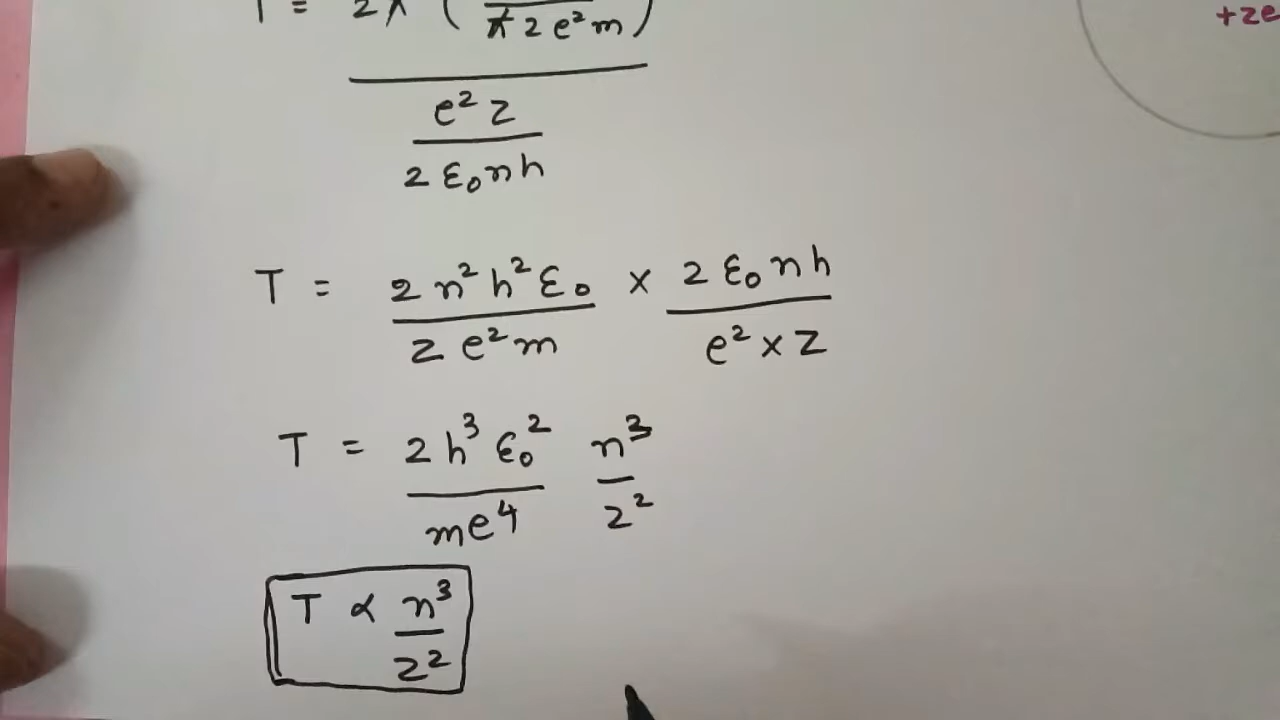 T = 2π ( / π z e² m )
+ze
e² z
2 ε₀ n h
T = 2 n² h² ε₀ / z e² m × 2 ε₀ n h / e² × z
T = 2 h³ ε₀² / m e⁴ n³ / z²
T ∝ n³ / z²